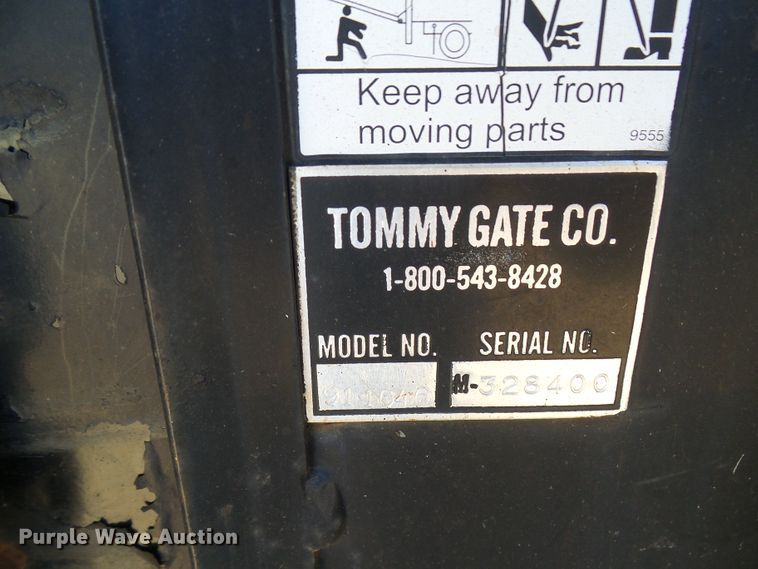 Keep away from
moving parts
9555
TOMMY GATE CO.
1-800-543-8428
MODEL NO. SERIAL NO.
M-328400
Purple Wave Auction